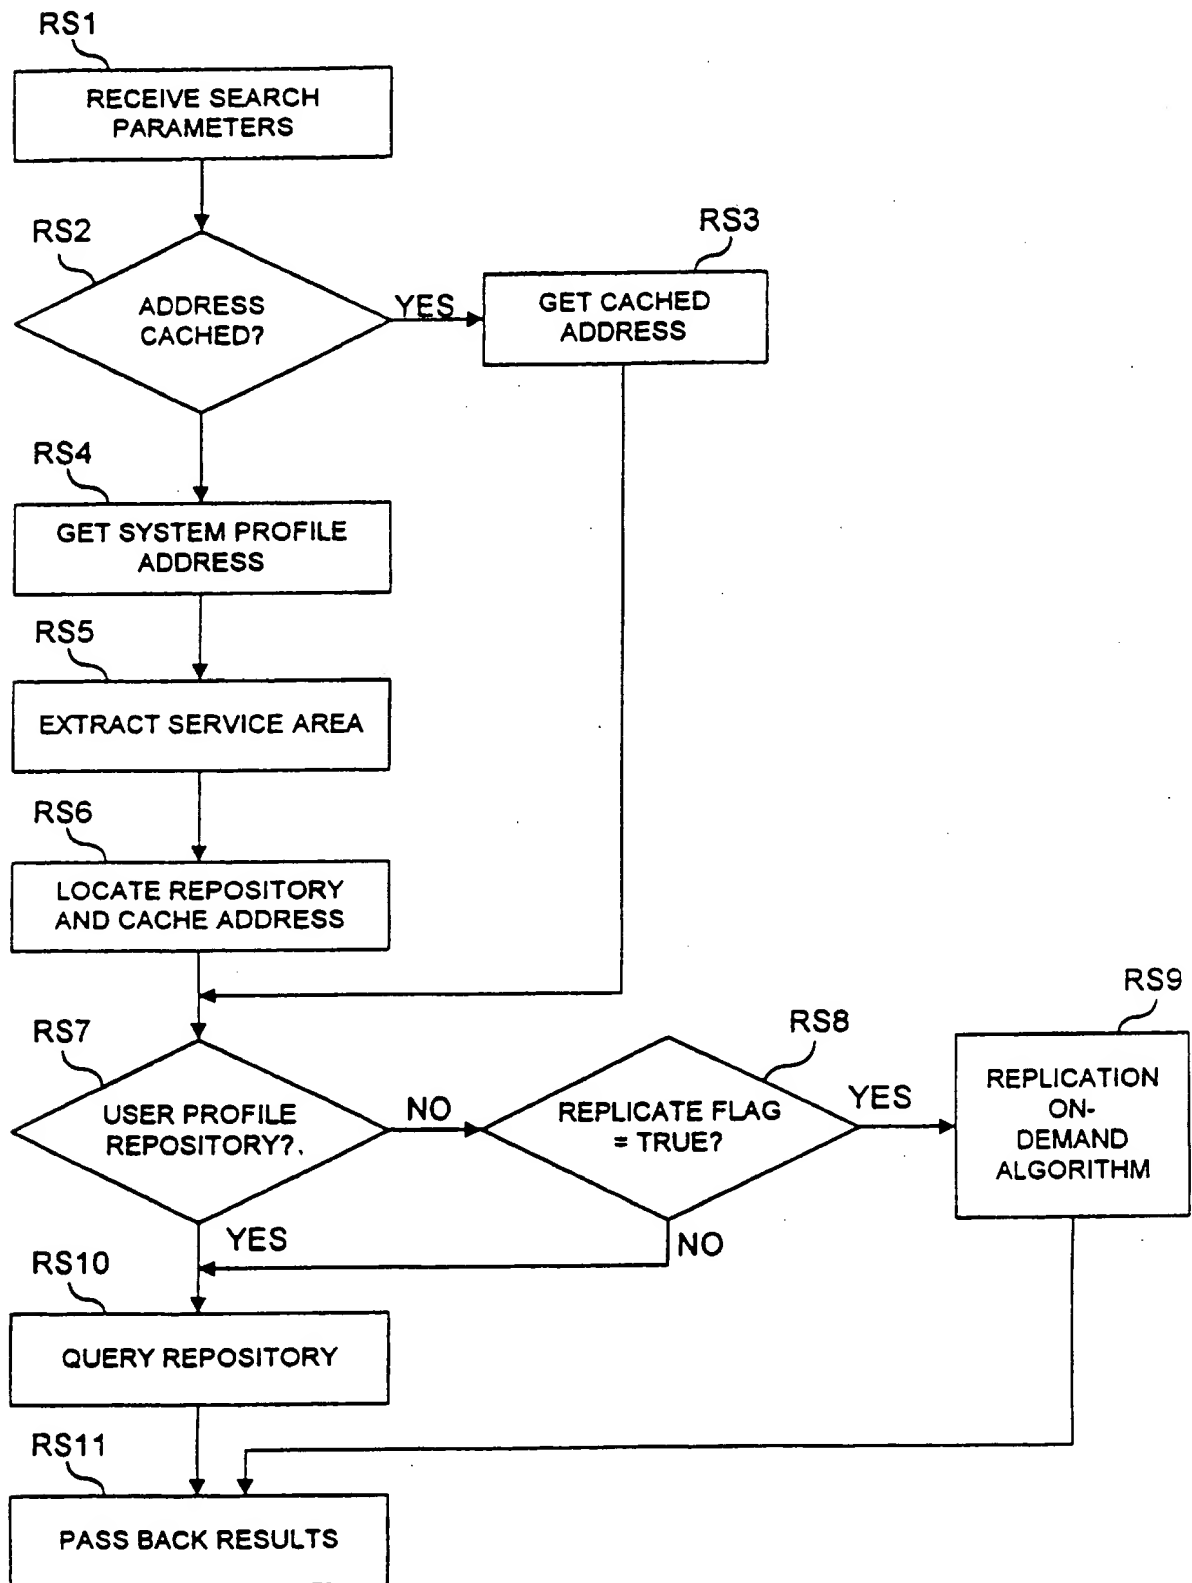 RS1
RECEIVE SEARCH
PARAMETERS
RS2
ADDRESS
CACHED?
YES
RS3
GET CACHED
ADDRESS
RS4
GET SYSTEM PROFILE
ADDRESS
RS5
EXTRACT SERVICE AREA
RS6
LOCATE REPOSITORY
AND CACHE ADDRESS
RS7
USER PROFILE
REPOSITORY?
NO
RS8
REPLICATE FLAG
= TRUE?
YES
RS9
REPLICATION
ON-
DEMAND
ALGORITHM
YES
NO
RS10
QUERY REPOSITORY
RS11
PASS BACK RESULTS